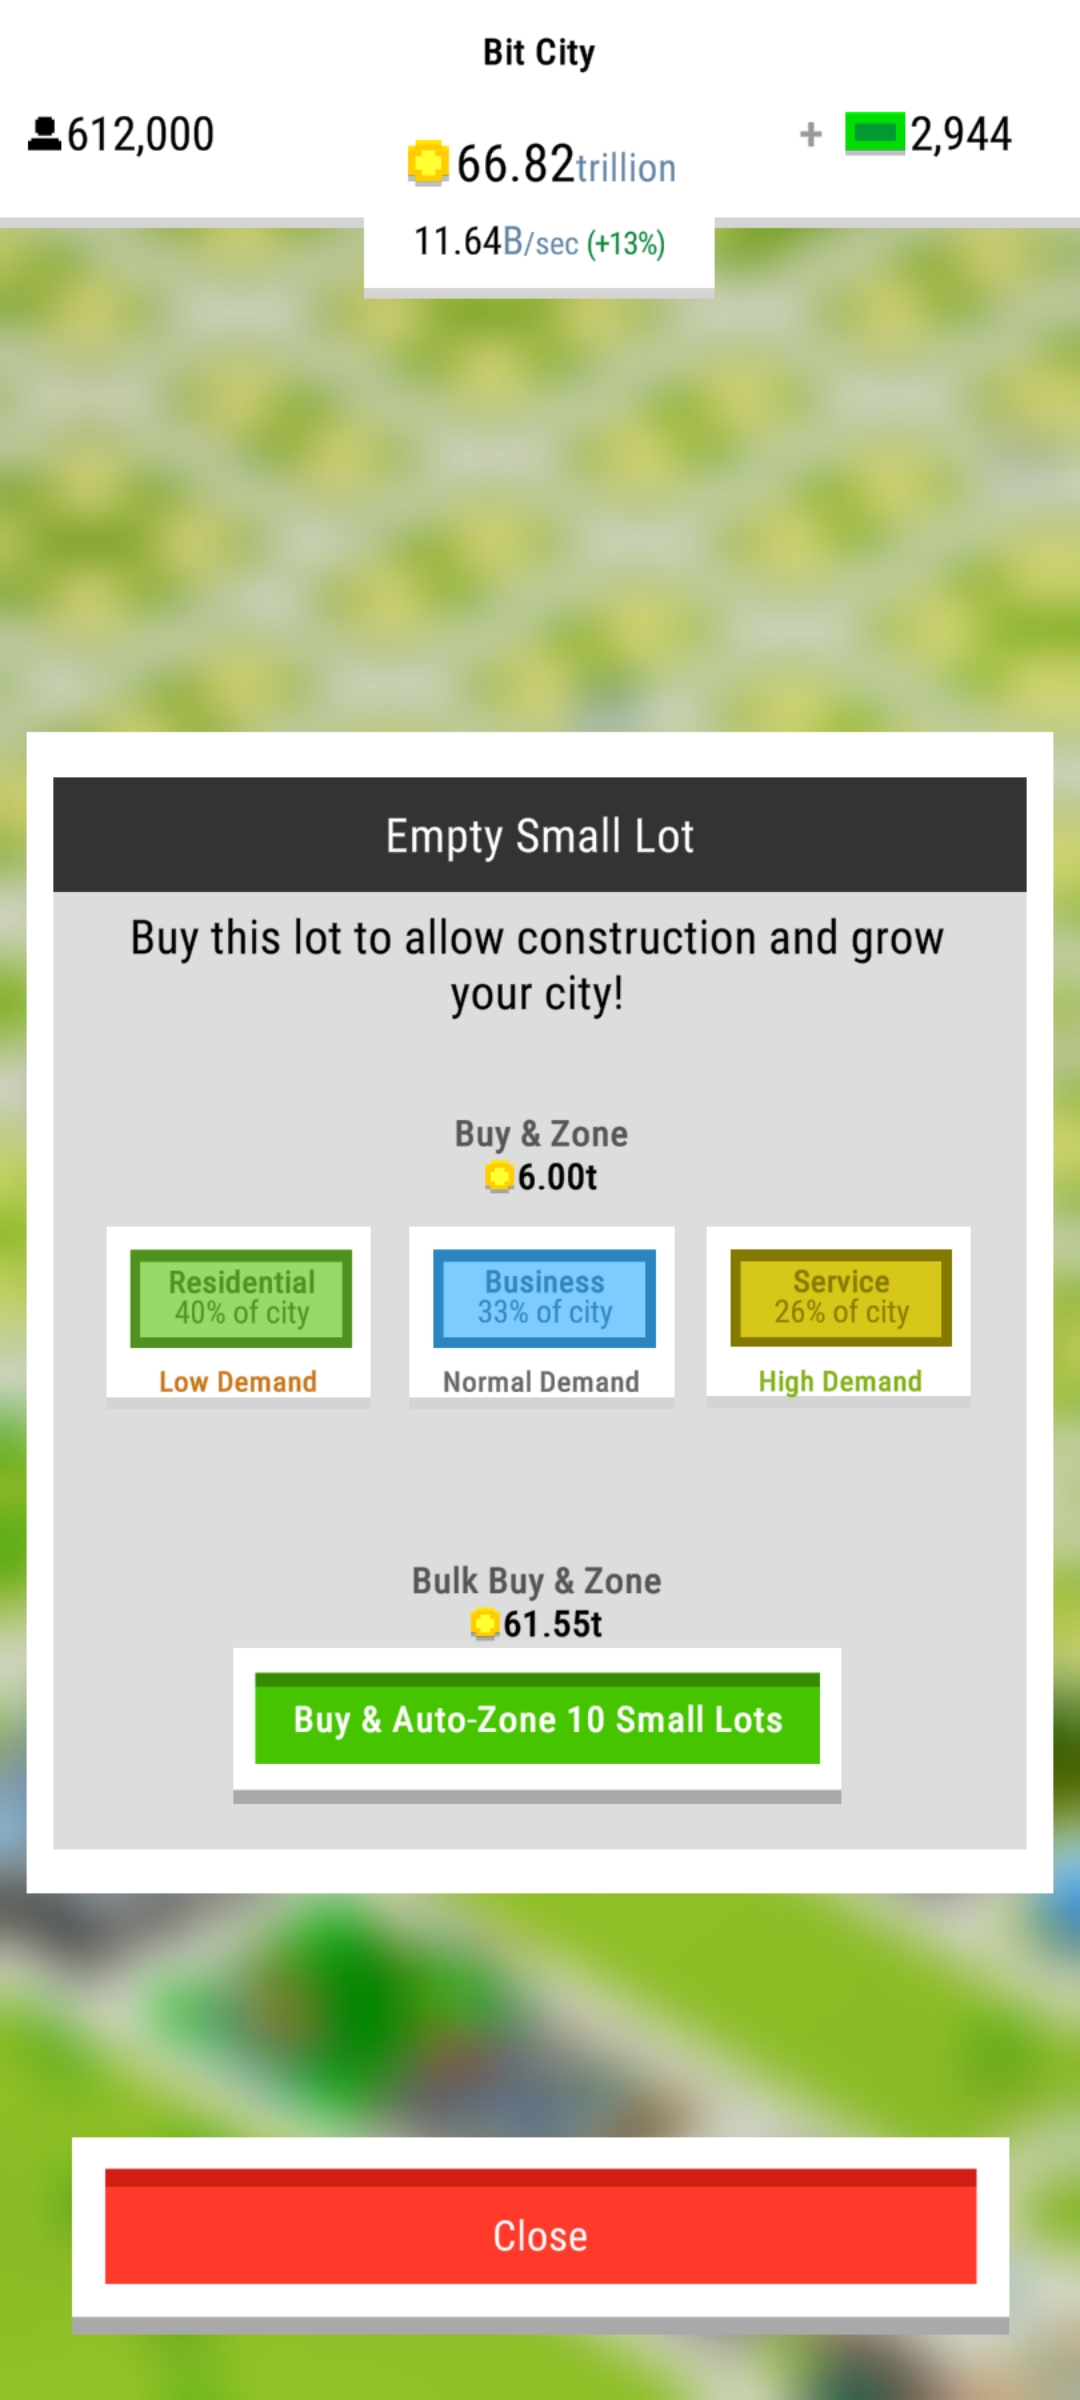 Bit City
612,000
66.82trillion
+ 2,944
11.64B/sec (+13%)
Empty Small Lot
Buy this lot to allow construction and grow
your city!
Buy & Zone
6.00t
Residential
40% of city
Low Demand
Business
33% of city
Normal Demand
Service
26% of city
High Demand
Bulk Buy & Zone
61.55t
Buy & Auto-Zone 10 Small Lots
Close